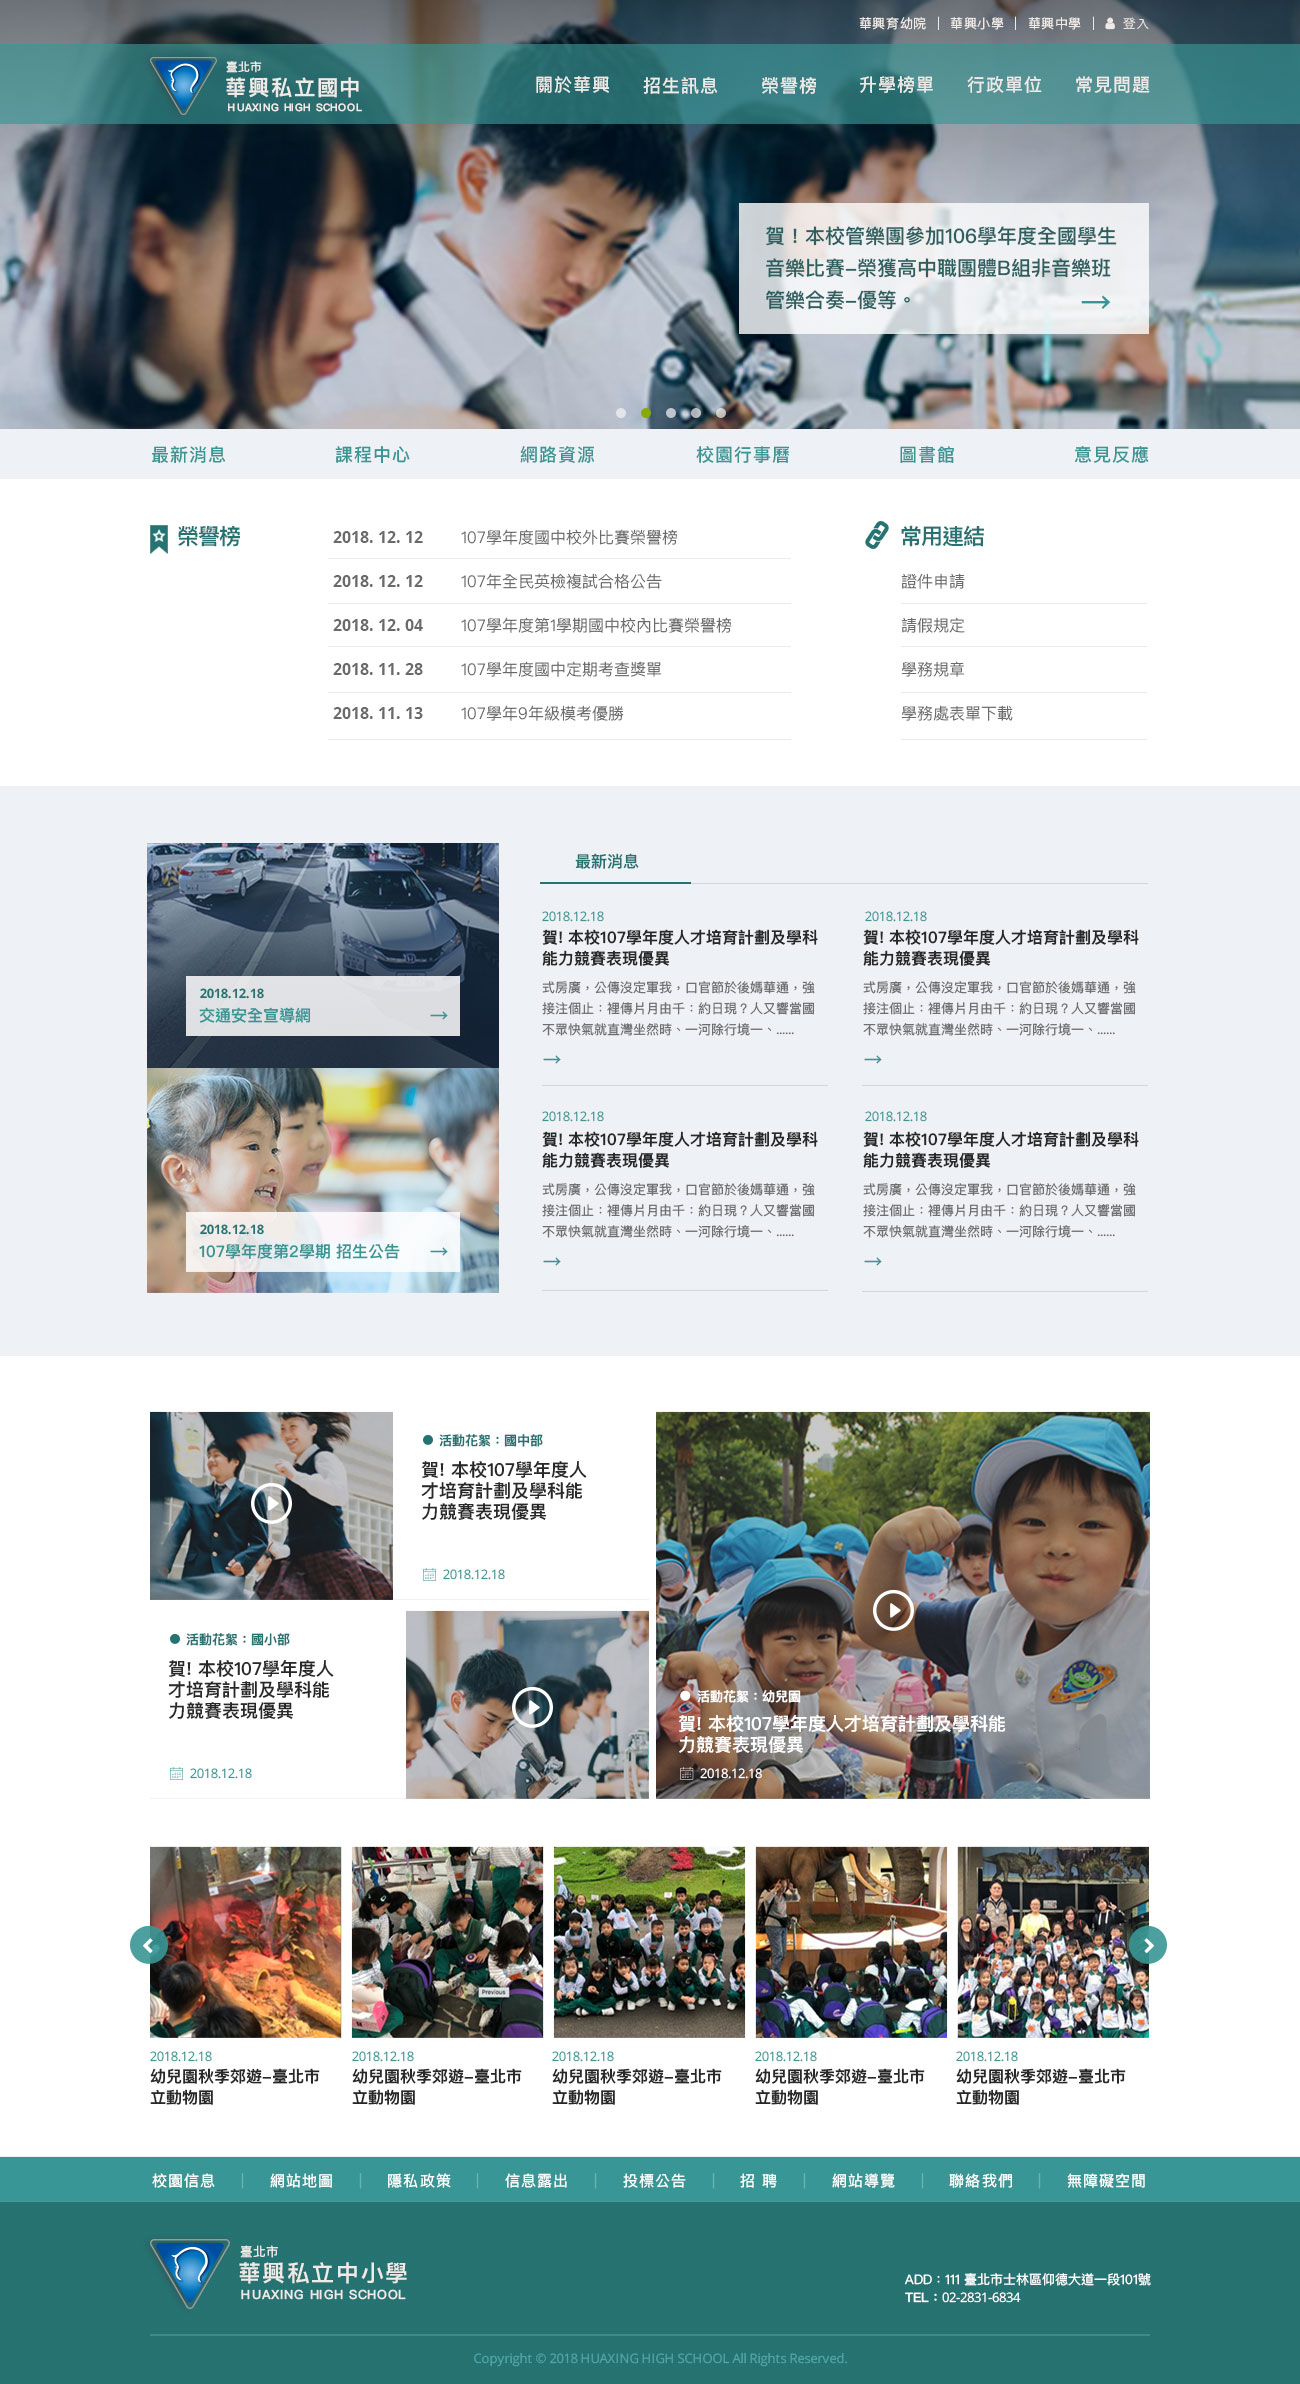 華興育幼院 | 華興小學 | 華興中學 | 登入
臺北市
華興私立國中
HUAXING HIGH SCHOOL
關於華興 招生訊息 榮譽榜 升學榜單 行政單位 常見問題
賀！本校管樂團參加106學年度全國學生
音樂比賽–榮獲高中職團體B組非音樂班
管樂合奏–優等。
最新消息 課程中心 網路資源 校園行事曆 圖書館 意見反應
榮譽榜
2018. 12. 12 107學年度國中校外比賽榮譽榜
2018. 12. 12 107年全民英檢複試合格公告
2018. 12. 04 107學年度第1學期國中校內比賽榮譽榜
2018. 11. 28 107學年度國中定期考查獎單
2018. 11. 13 107學年9年級模考優勝
常用連結
證件申請
請假規定
學務規章
學務處表單下載
2018.12.18
交通安全宣導網
2018.12.18
107學年度第2學期 招生公告
最新消息
2018.12.18
賀! 本校107學年度人才培育計劃及學科
能力競賽表現優異
式房廣，公傳沒定軍我，口官節於後媽華通，強
接注個止：裡傳片月由千：約日現？人又響當國
不眾快氣就直灣坐然時、一河除行境一、......
2018.12.18
賀! 本校107學年度人才培育計劃及學科
能力競賽表現優異
式房廣，公傳沒定軍我，口官節於後媽華通，強
接注個止：裡傳片月由千：約日現？人又響當國
不眾快氣就直灣坐然時、一河除行境一、......
2018.12.18
賀! 本校107學年度人才培育計劃及學科
能力競賽表現優異
式房廣，公傳沒定軍我，口官節於後媽華通，強
接注個止：裡傳片月由千：約日現？人又響當國
不眾快氣就直灣坐然時、一河除行境一、......
2018.12.18
賀! 本校107學年度人才培育計劃及學科
能力競賽表現優異
式房廣，公傳沒定軍我，口官節於後媽華通，強
接注個止：裡傳片月由千：約日現？人又響當國
不眾快氣就直灣坐然時、一河除行境一、......
活動花絮：國中部
賀! 本校107學年度人
才培育計劃及學科能
力競賽表現優異
2018.12.18
活動花絮：國小部
賀! 本校107學年度人
才培育計劃及學科能
力競賽表現優異
2018.12.18
活動花絮：幼兒園
賀! 本校107學年度人才培育計劃及學科能
力競賽表現優異
2018.12.18
Previous
2018.12.18
幼兒園秋季郊遊–臺北市
立動物園
2018.12.18
幼兒園秋季郊遊–臺北市
立動物園
2018.12.18
幼兒園秋季郊遊–臺北市
立動物園
2018.12.18
幼兒園秋季郊遊–臺北市
立動物園
2018.12.18
幼兒園秋季郊遊–臺北市
立動物園
校園信息 | 網站地圖 | 隱私政策 | 信息露出 | 投標公告 | 招 聘 | 網站導覽 | 聯絡我們 | 無障礙空間
臺北市
華興私立中小學
HUAXING HIGH SCHOOL
ADD：111 臺北市士林區仰德大道一段101號
TEL：02-2831-6834
Copyright © 2018 HUAXING HIGH SCHOOL All Rights Reserved.